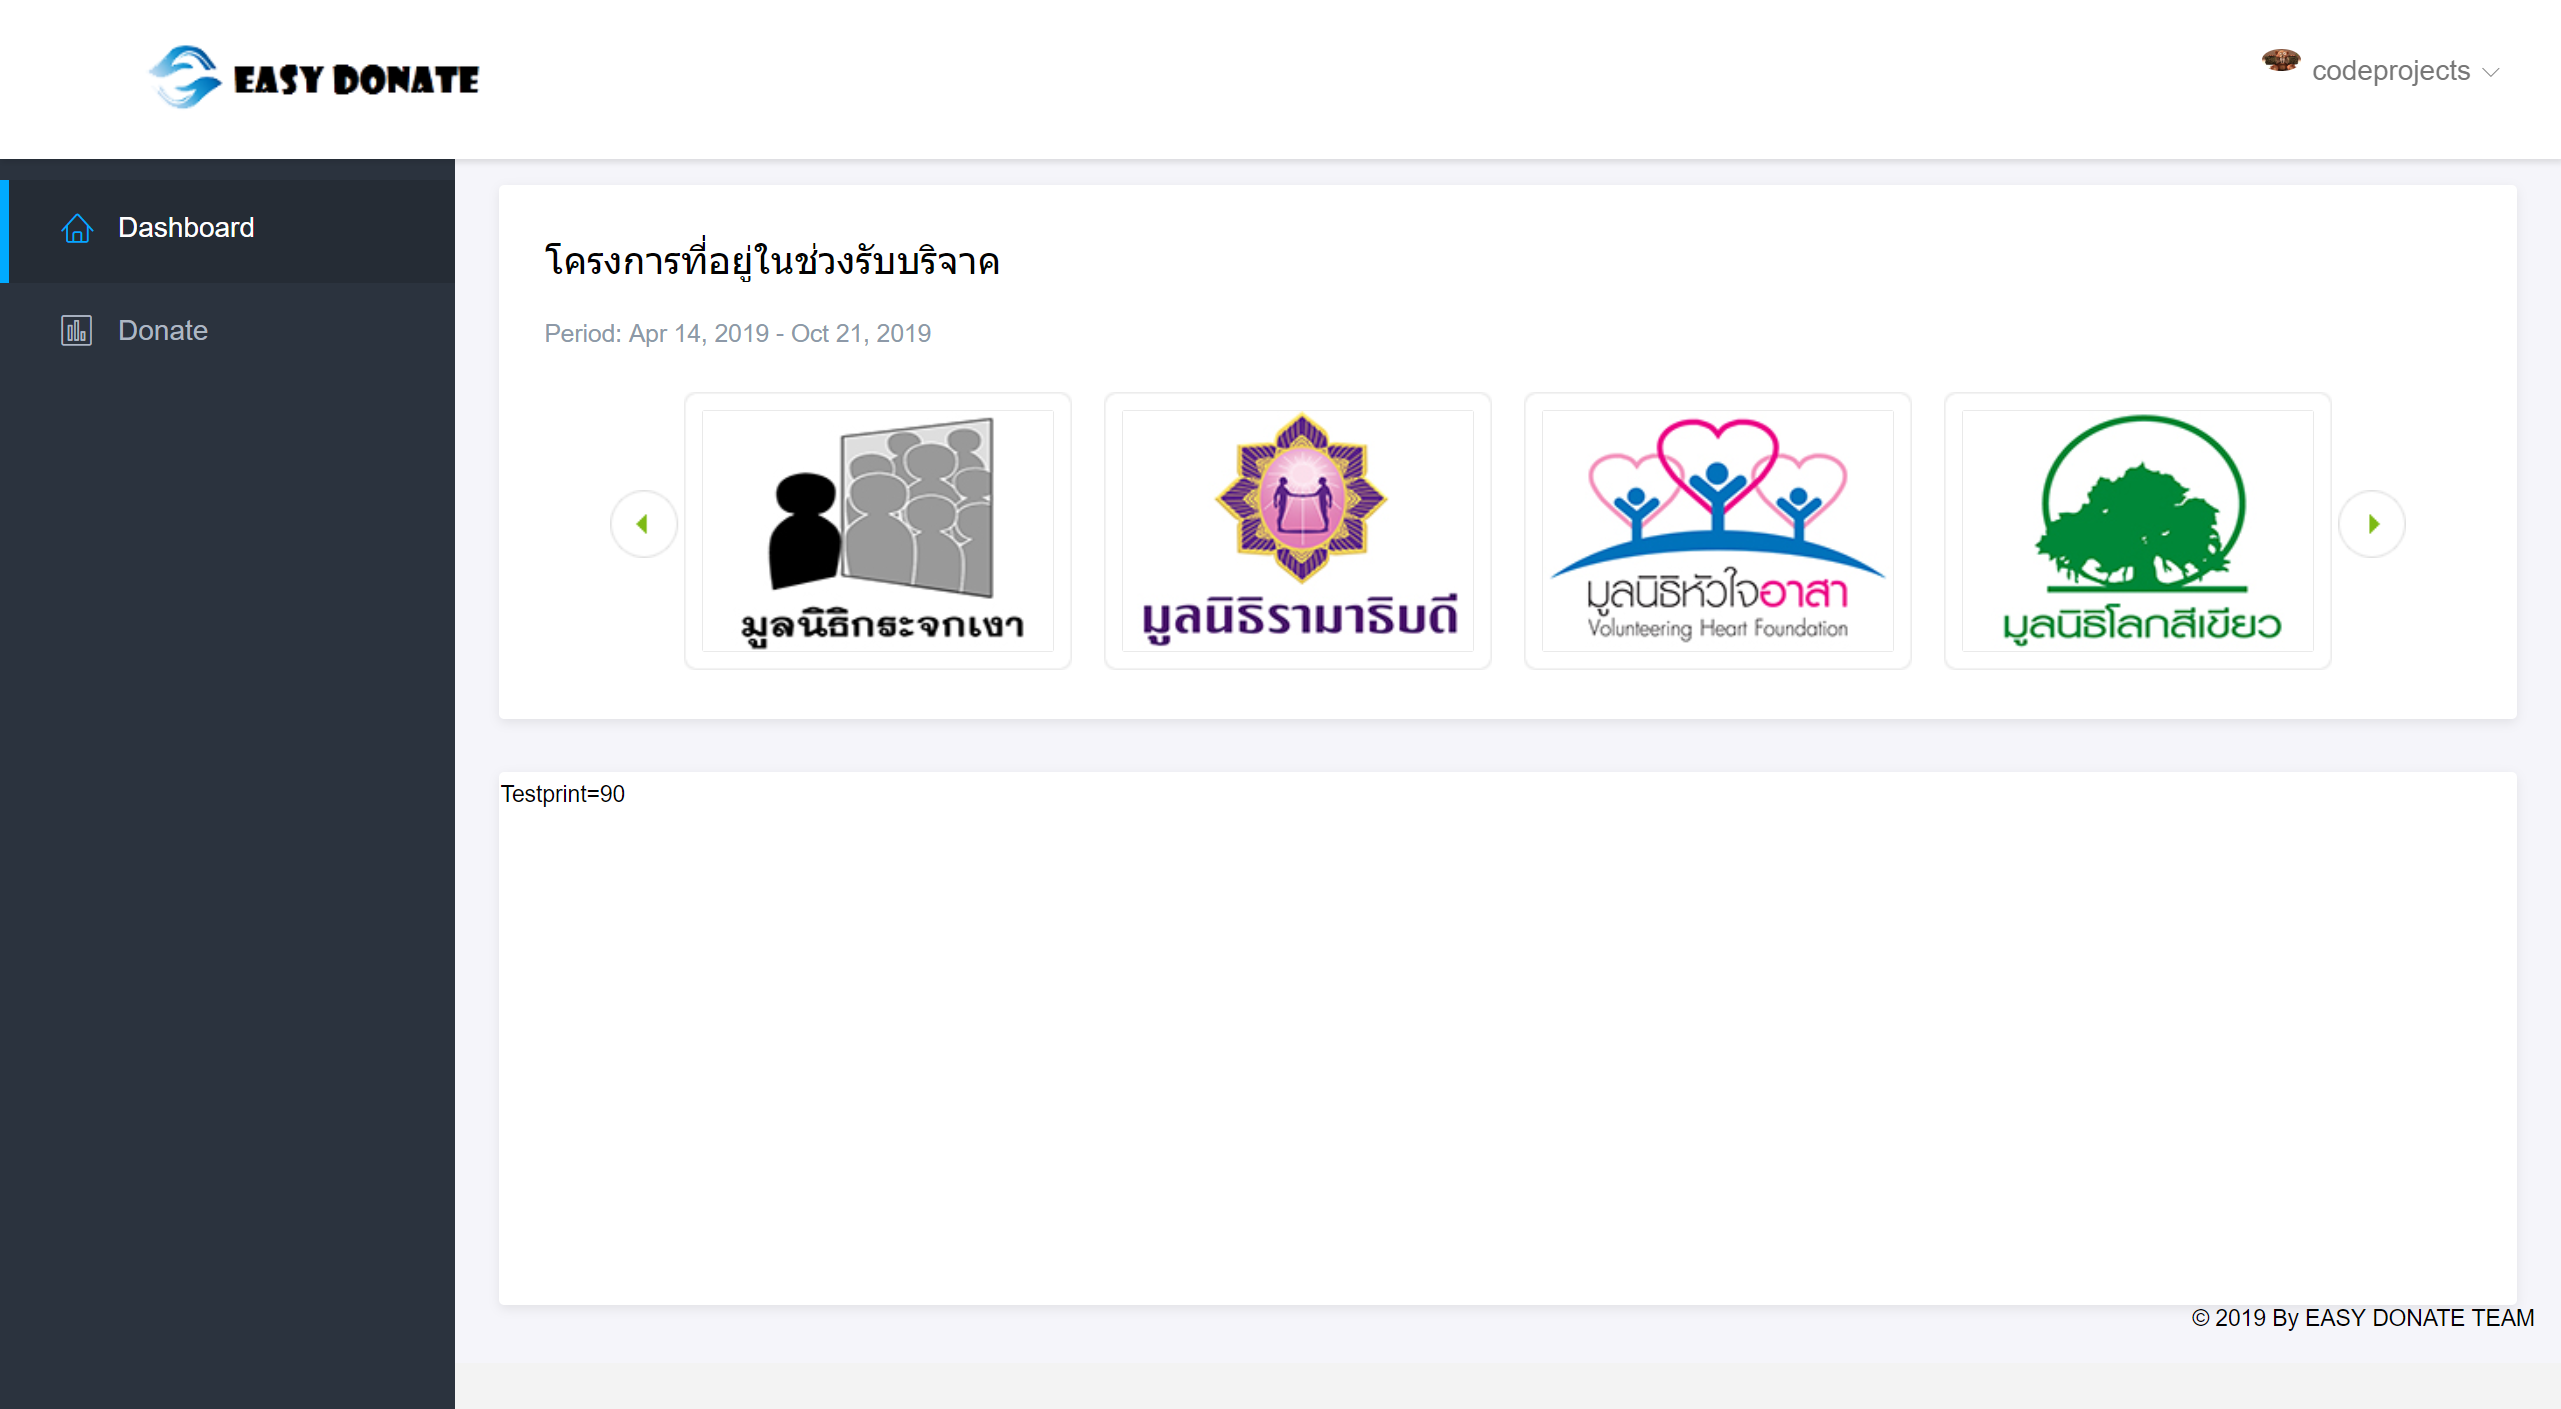 EASY DONATE
codeprojects
Dashboard
Donate
โครงการที่อยู่ในช่วงรับบริจาค
Period: Apr 14, 2019 - Oct 21, 2019
มูลนิธิกระจกเงา
มูลนิธิรามาธิบดี
มูลนิธิหัวใจอาสา
Volunteering Heart Foundation
มูลนิธิโลกสีเขียว
Testprint=90
© 2019 By EASY DONATE TEAM